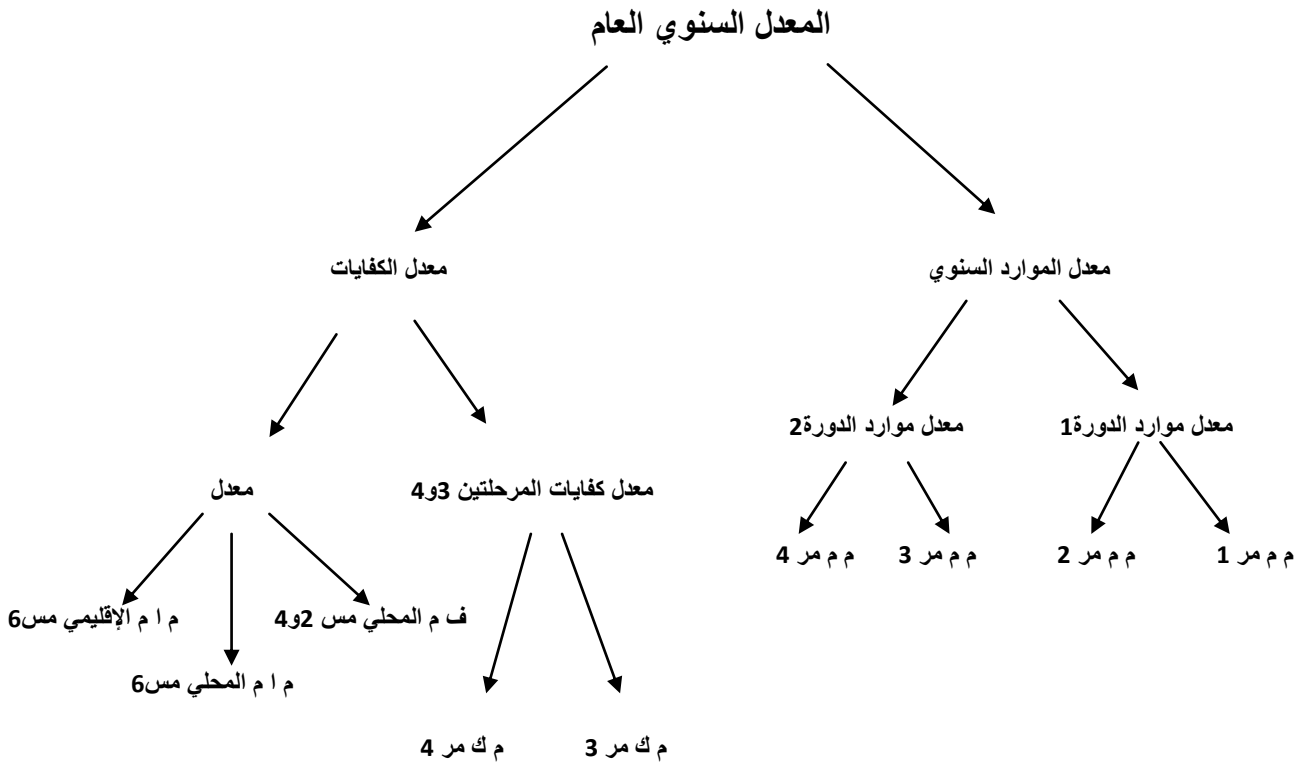 المعدل السنوي العام
معدل الموارد السنوي
معدل الكفايات
معدل موارد الدورة1
معدل موارد الدورة2
معدل كفايات المرحلتين 3و4
معدل
م م مر 1
م م مر 2
م م مر 3
م م مر 4
ف م المحلي مس 2و4
م ا م الإقليمي مس6
م ا م المحلي مس6
م ك مر 3
م ك مر 4